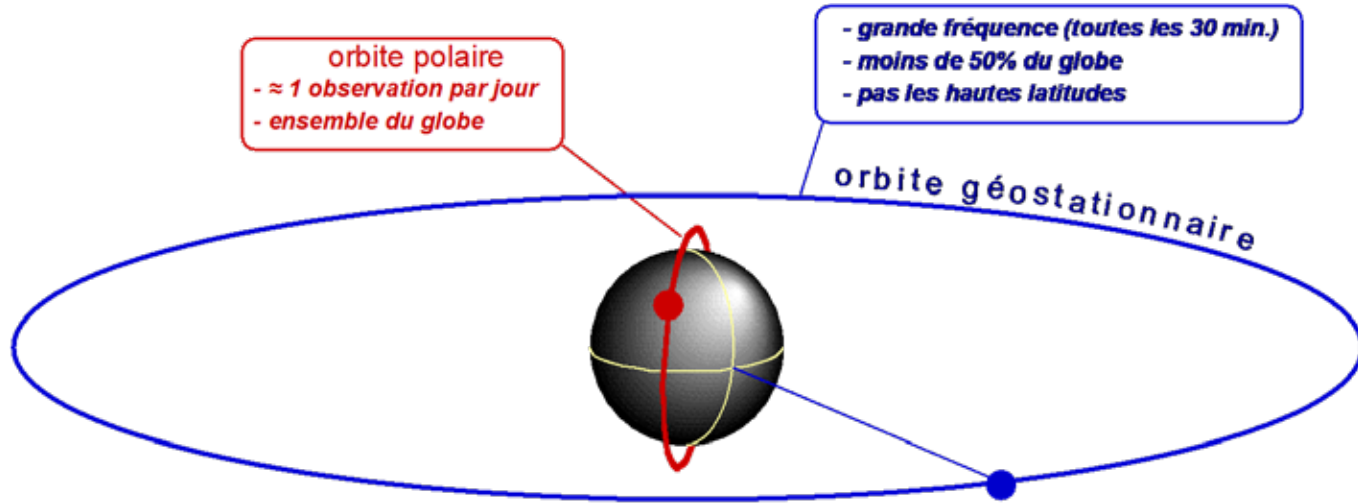 orbite polaire
- ≈ 1 observation par jour
- ensemble du globe
- grande fréquence (toutes les 30 min.)
- moins de 50% du globe
- pas les hautes latitudes
orbite géostationnaire